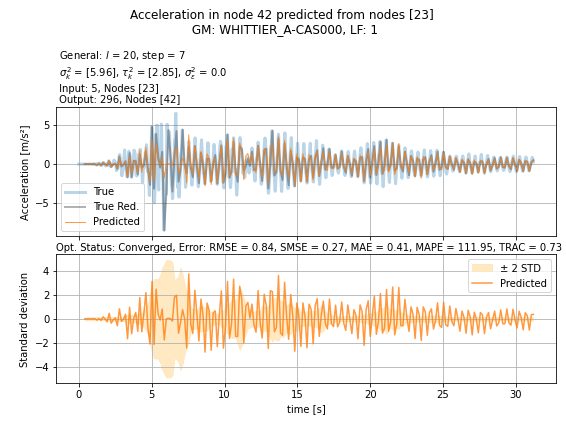 Acceleration in node 42 predicted from nodes [23]
GM: WHITTIER_A-CAS000, LF: 1
General: l = 20, step = 7
σ²ₖ = [5.96], τ²ₖ = [2.85], σ²ε = 0.0
Input: 5, Nodes [23]
Output: 296, Nodes [42]
Acceleration [m/s²]
5
0
−5
True
True Red.
Predicted
Opt. Status: Converged, Error: RMSE = 0.84, SMSE = 0.27, MAE = 0.41, MAPE = 111.95, TRAC = 0.73
Standard deviation
4
2
0
−2
−4
± 2 STD
Predicted
0 5 10 15 20 25 30
time [s]